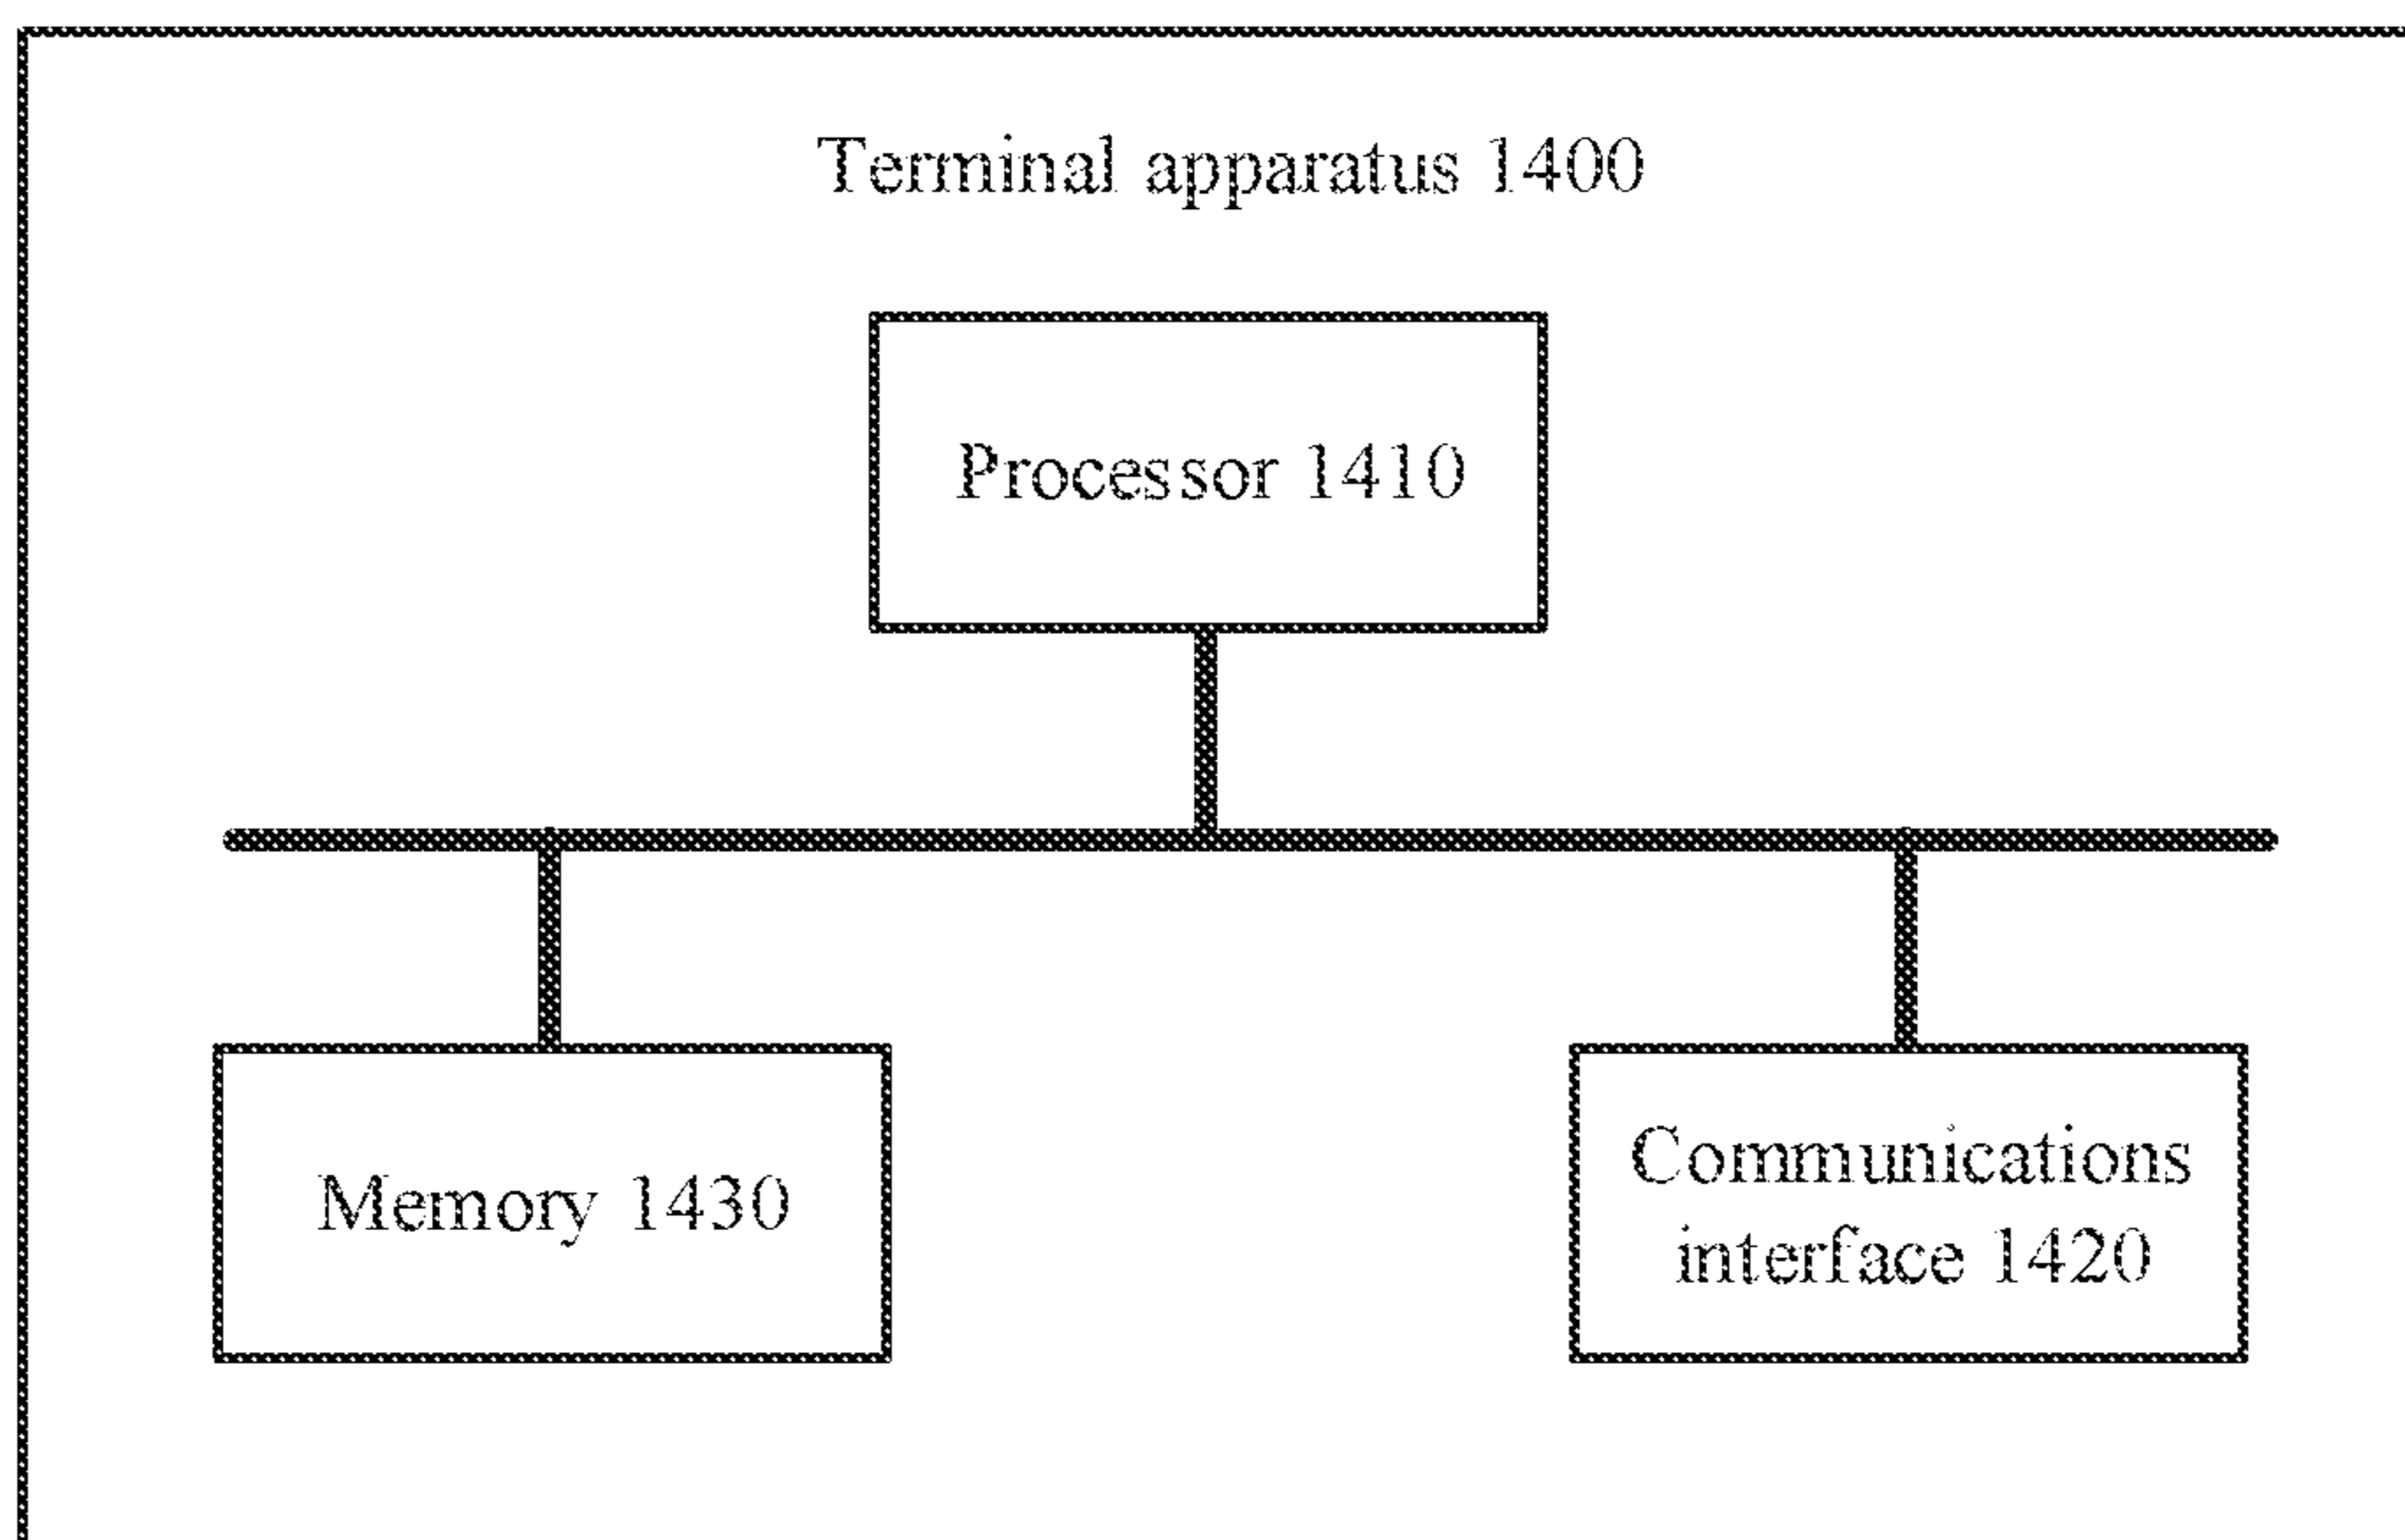 Terminal apparatus 1400
Processor 1410
Memory 1430
Communications
interface 1420